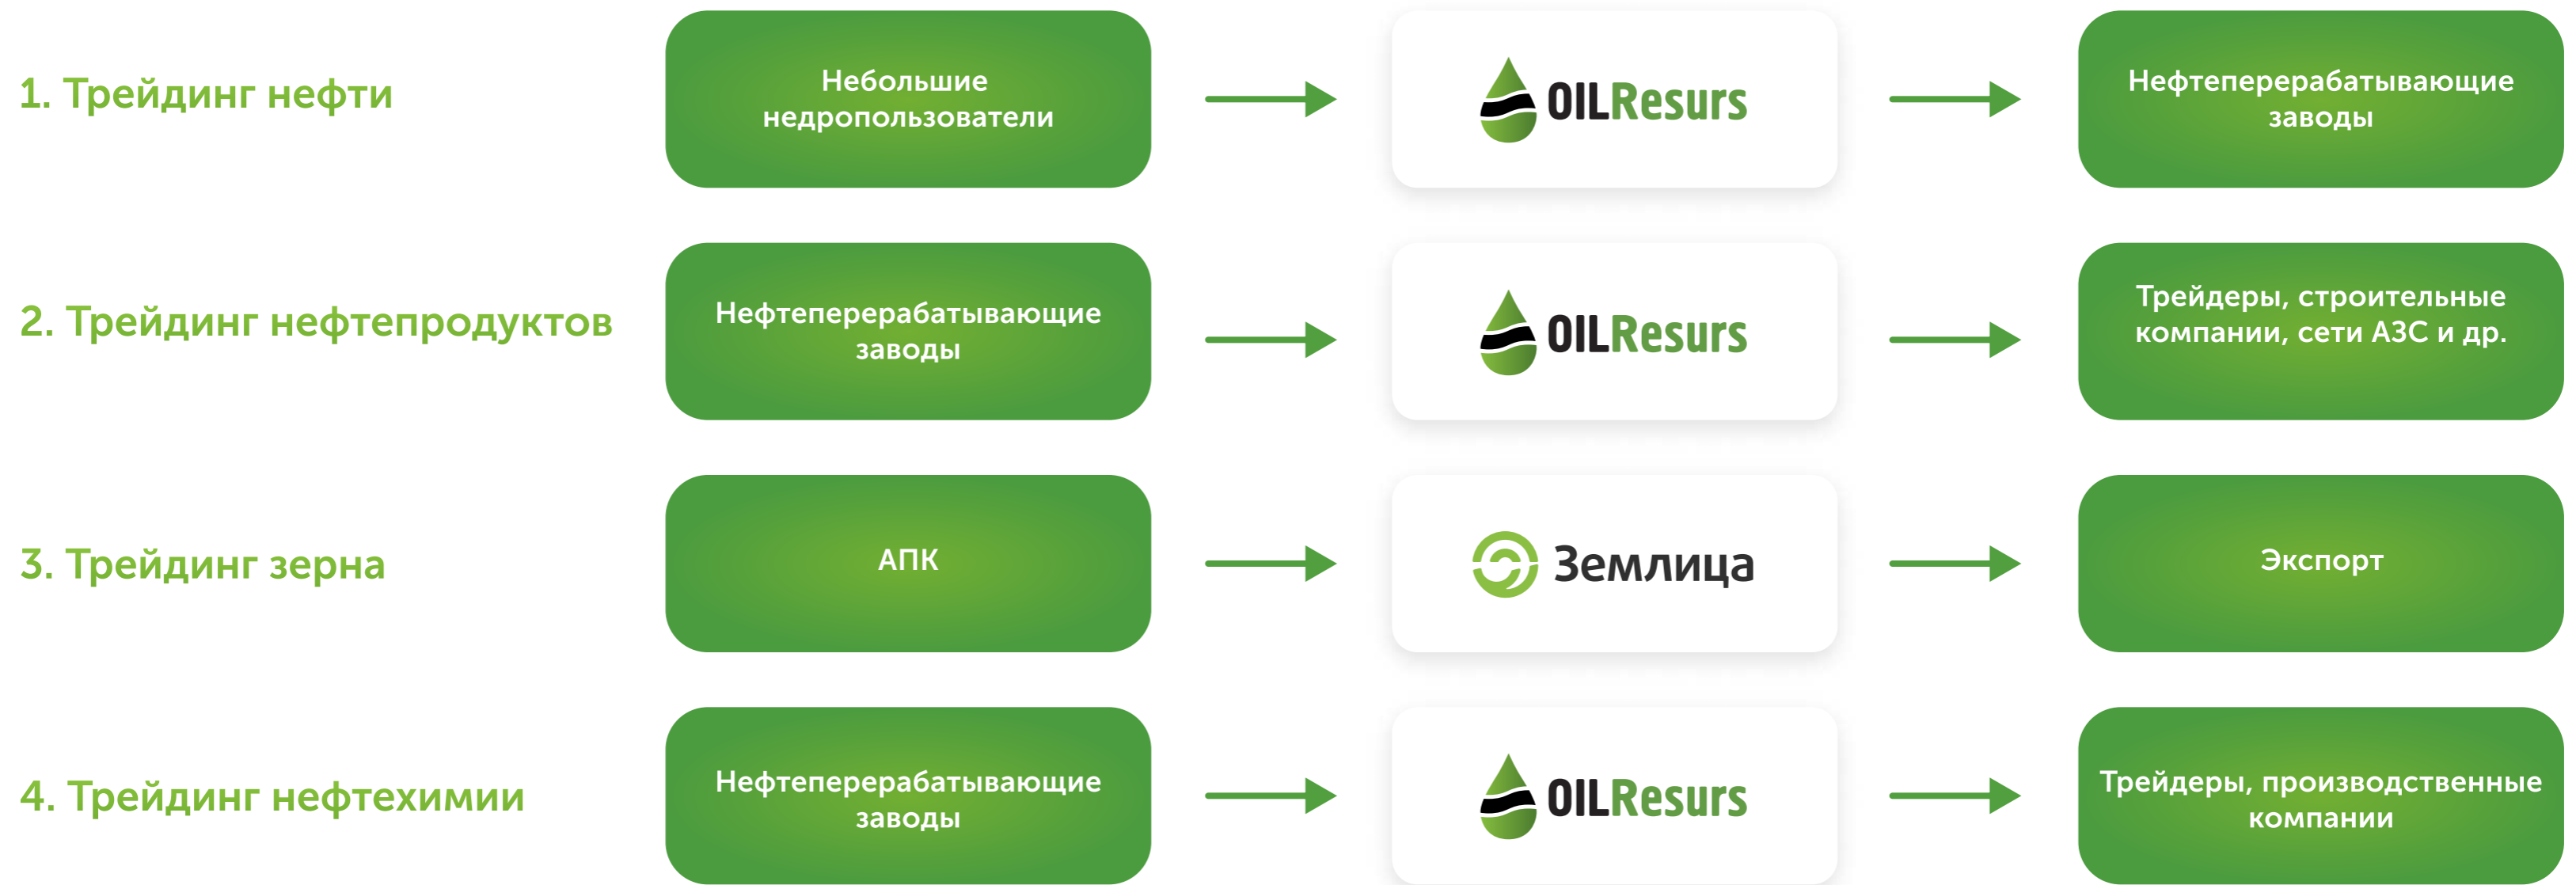 1. Трейдинг нефти
Небольшие
недропользователи
OILResurs
Нефтеперерабатывающие
заводы
2. Трейдинг нефтепродуктов
Нефтеперерабатывающие
заводы
OILResurs
Трейдеры, строительные
компании, сети АЗС и др.
3. Трейдинг зерна
АПК
Землица
Экспорт
4. Трейдинг нефтехимии
Нефтеперерабатывающие
заводы
OILResurs
Трейдеры, производственные
компании